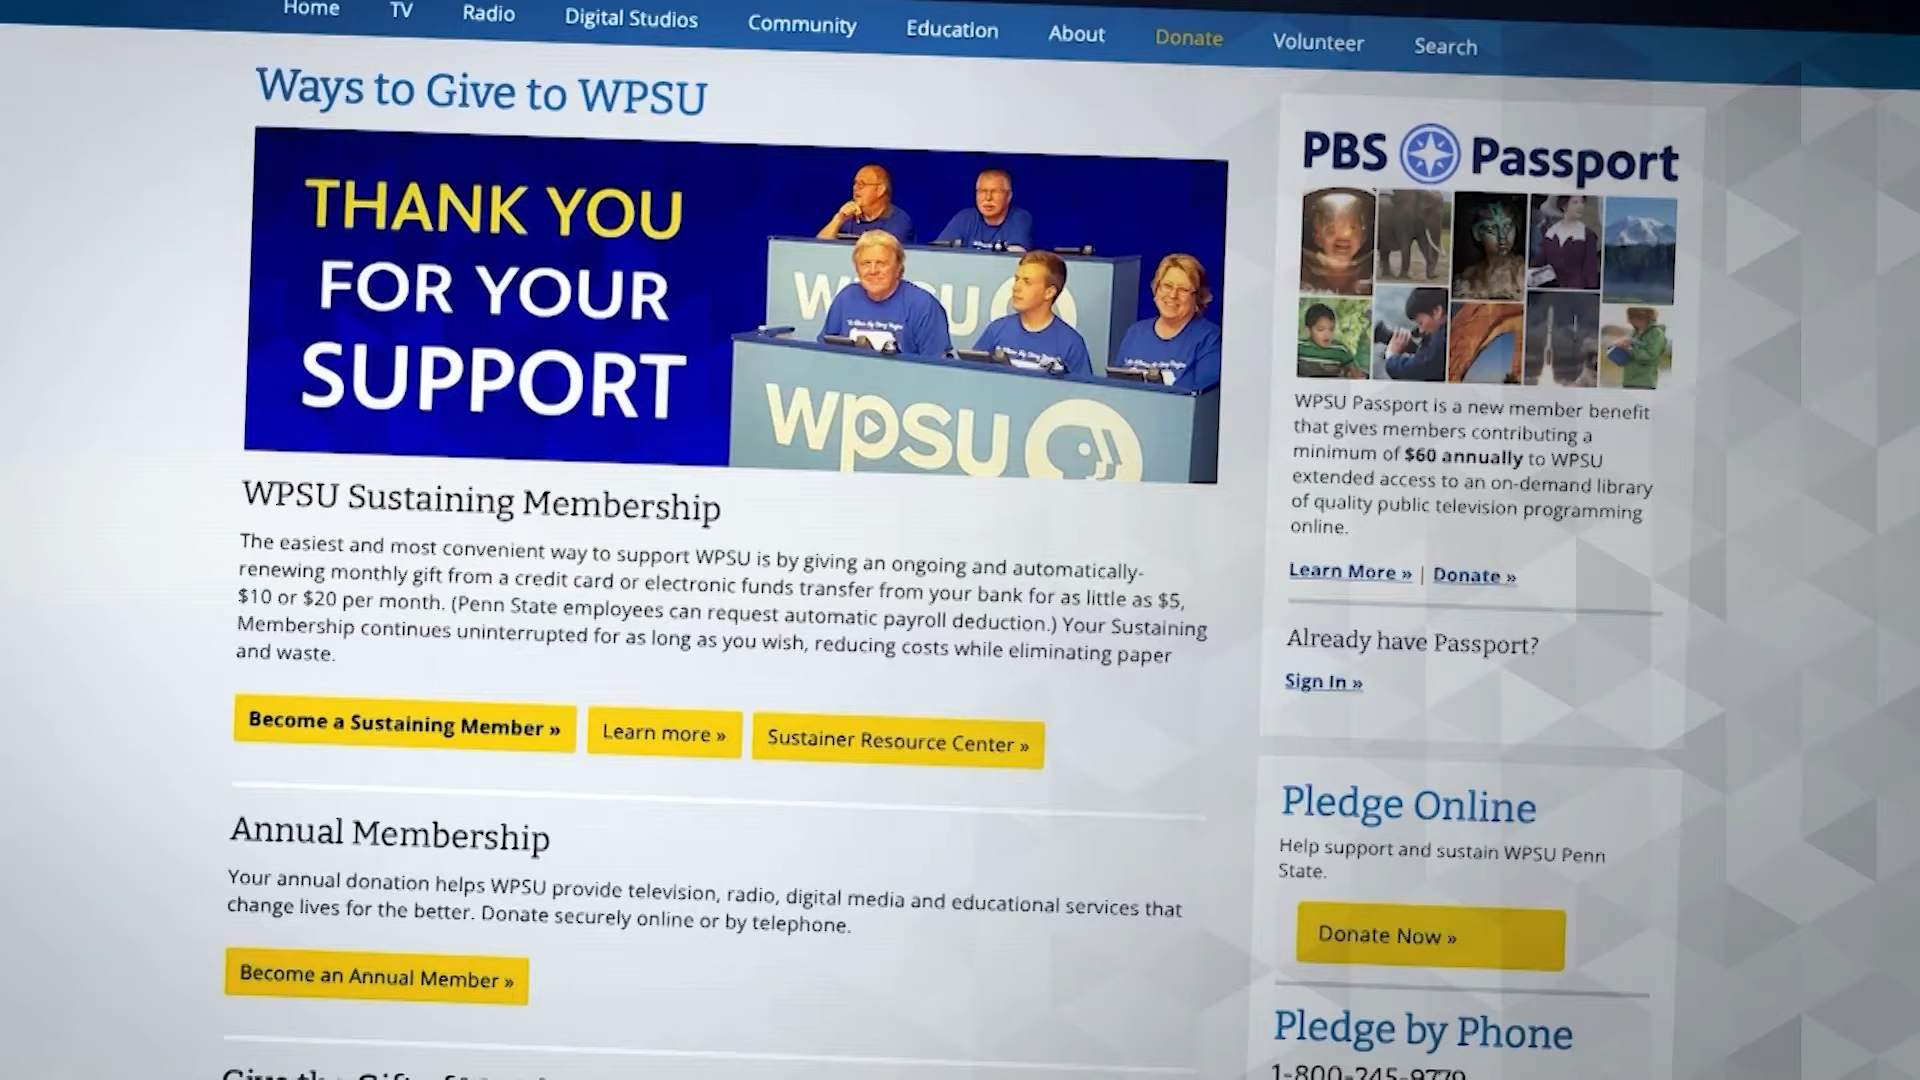 Home TV Radio Digital Studios Community Education About Donate Volunteer Search
Ways to Give to WPSU
THANK YOU
FOR YOUR
SUPPORT
wpsu
WPSU Sustaining Membership
The easiest and most convenient way to support WPSU is by giving an ongoing and automatically-
renewing monthly gift from a credit card or electronic funds transfer from your bank for as little as $5,
$10 or $20 per month. (Penn State employees can request automatic payroll deduction.) Your Sustaining
Membership continues uninterrupted for as long as you wish, reducing costs while eliminating paper
and waste.
Become a Sustaining Member » Learn more » Sustainer Resource Center »
Annual Membership
Your annual donation helps WPSU provide television, radio, digital media and educational services that
change lives for the better. Donate securely online or by telephone.
Become an Annual Member »
PBS Passport
WPSU Passport is a new member benefit
that gives members contributing a
minimum of $60 annually to WPSU
extended access to an on-demand library
of quality public television programming
online.
Learn More » | Donate »
Already have Passport?
Sign In »
Pledge Online
Help support and sustain WPSU Penn
State.
Donate Now »
Pledge by Phone
1-800-245-9779